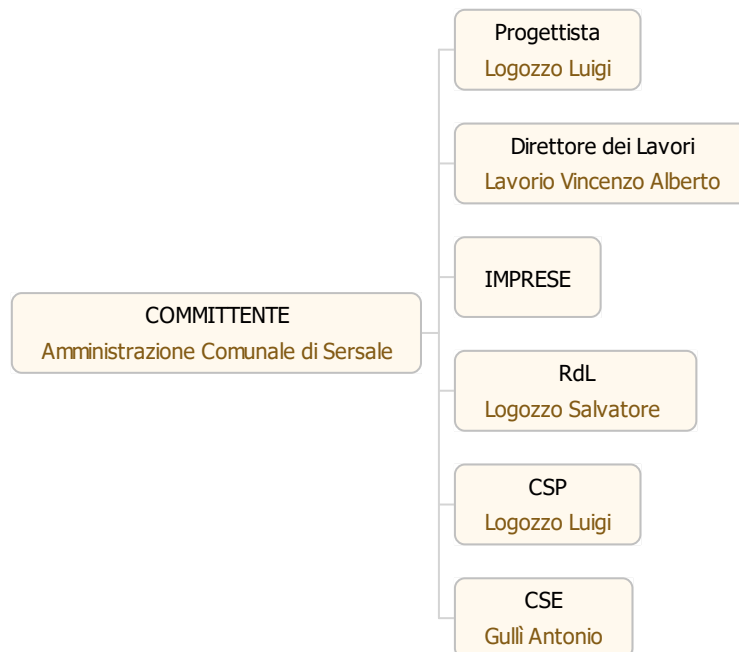 Progettista
Logozzo Luigi
Direttore dei Lavori
Lavorio Vincenzo Alberto
IMPRESE
COMMITTENTE
Amministrazione Comunale di Sersale
RdL
Logozzo Salvatore
CSP
Logozzo Luigi
CSE
Gullì Antonio